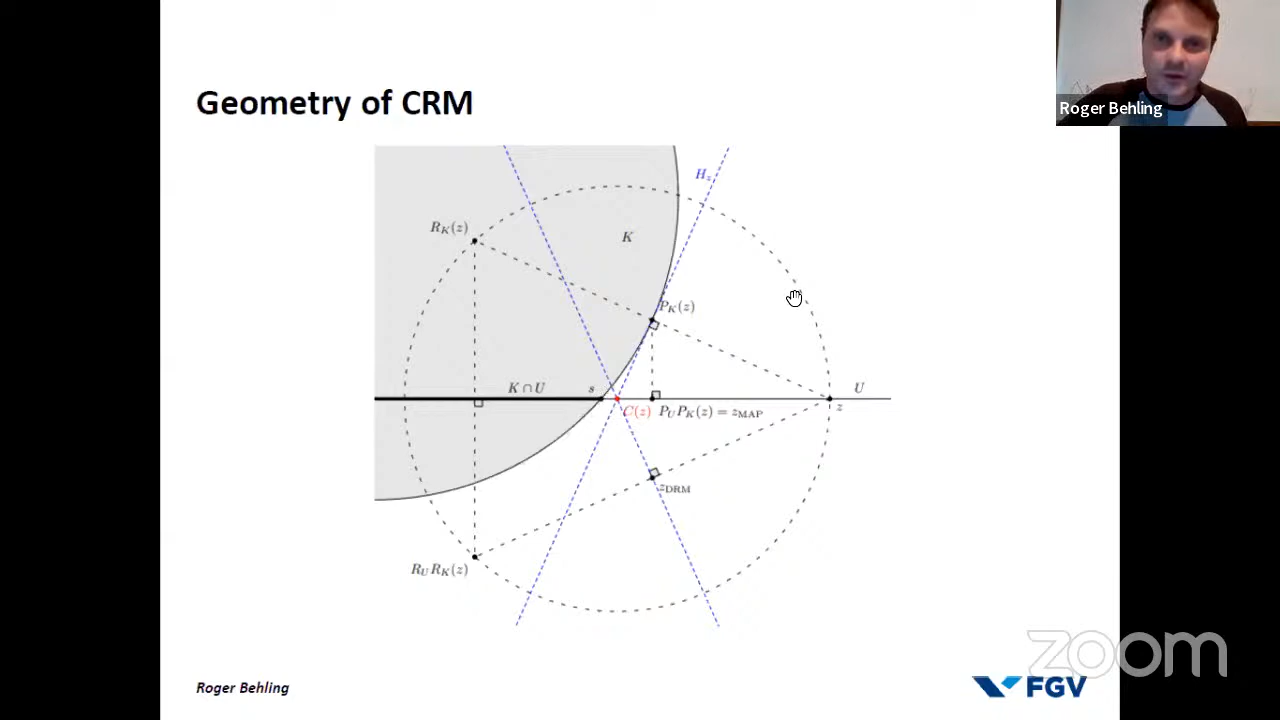 Roger Behling
Geometry of CRM
H_z
R_K(z)
K
P_K(z)
K ∩ U
s
U
C(z)
P_U P_K(z) = z_MAP
z
z_DRM
R_U R_K(z)
zoom
Roger Behling
FGV